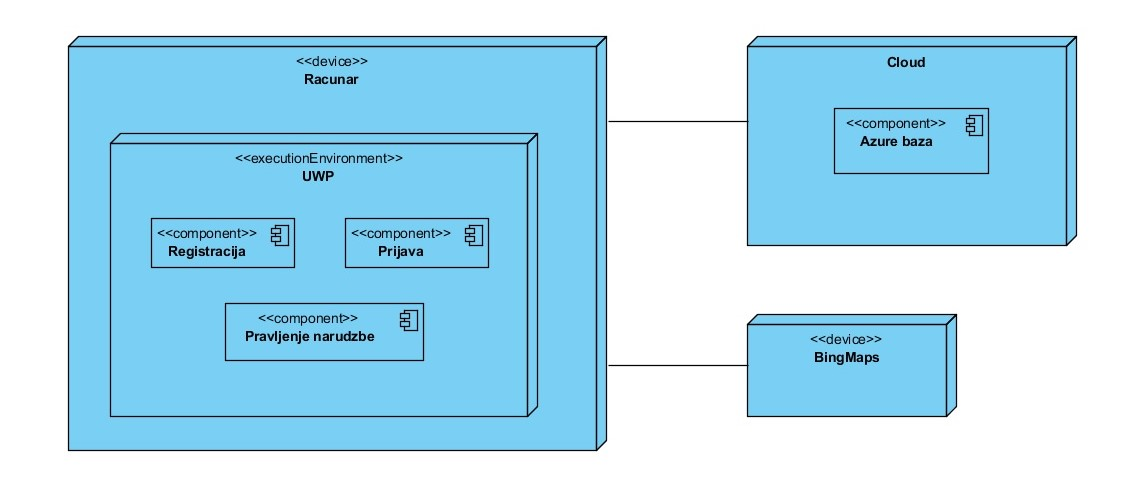 <<device>>
Racunar
<<executionEnvironment>>
UWP
<<component>>
Registracija
<<component>>
Prijava
<<component>>
Pravljenje narudzbe
Cloud
<<component>>
Azure baza
<<device>>
BingMaps